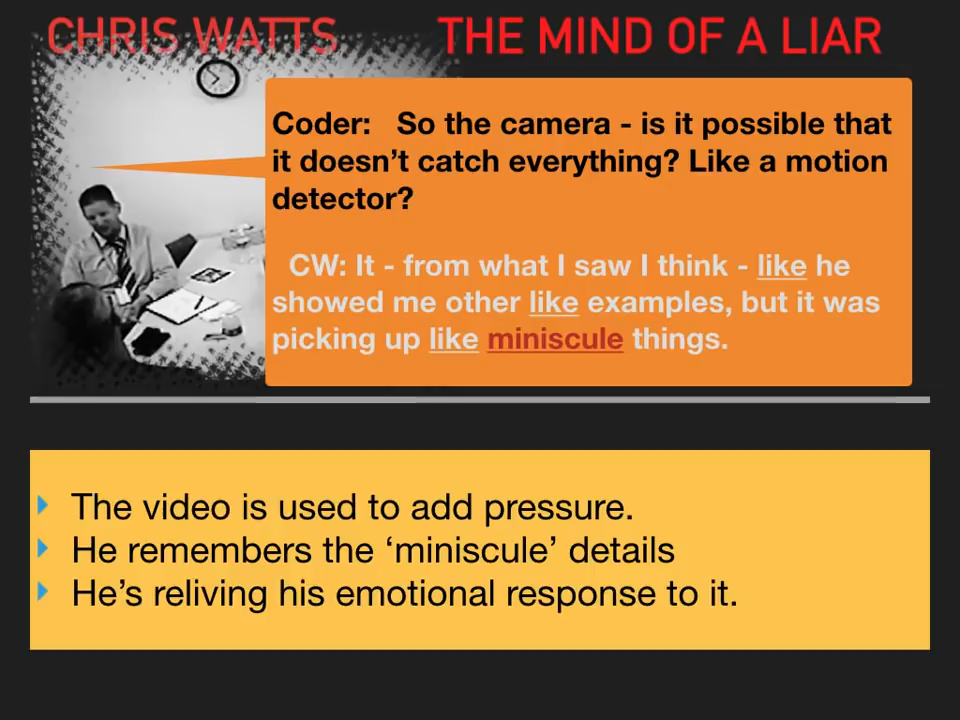 CHRIS WATTS THE MIND OF A LIAR
Coder: So the camera - is it possible that
it doesn’t catch everything? Like a motion
detector?
CW: It - from what I saw I think - like he
showed me other like examples, but it was
picking up like miniscule things.
The video is used to add pressure.
He remembers the ‘miniscule’ details
He’s reliving his emotional response to it.